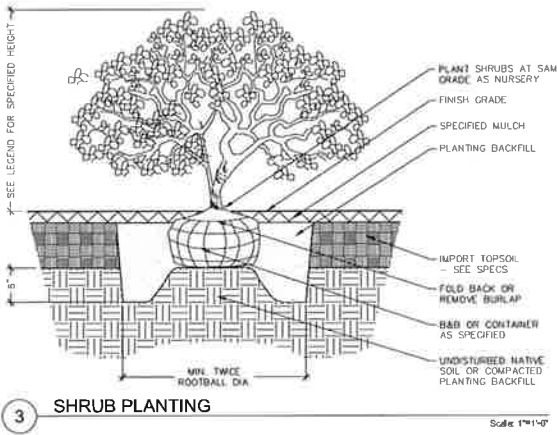 SEE LEGEND FOR SPECIFIED HEIGHT
PLANT SHRUBS AT SAM
GRADE AS NURSERY
FINISH GRADE
SPECIFIED MULCH
PLANTING BACKFILL
IMPORT TOPSOIL
- SEE SPECS
FOLD BACK OR
REMOVE BURLAP
B&B OR CONTAINER
AS SPECIFIED
UNDISTURBED NATIVE
SOIL OR COMPACTED
PLANTING BACKFILL
6"
MIN. TWICE
ROOTBALL DIA
3 SHRUB PLANTING
Scale: 1"=1'-0"